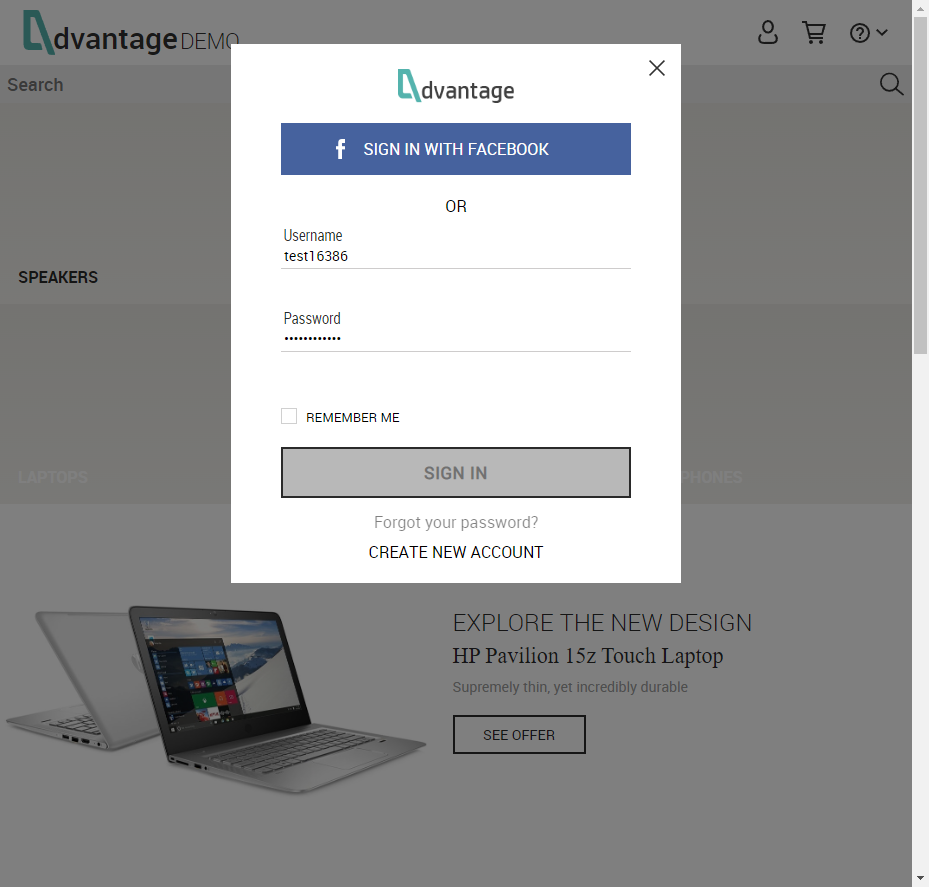 dvantage DEMO
Search
dvantage
SIGN IN WITH FACEBOOK
OR
Username
test16386
SPEAKERS
Password
••••••••••••
REMEMBER ME
LAPTOPS
PHONES
SIGN IN
Forgot your password?
CREATE NEW ACCOUNT
EXPLORE THE NEW DESIGN
HP Pavilion 15z Touch Laptop
Supremely thin, yet incredibly durable
SEE OFFER